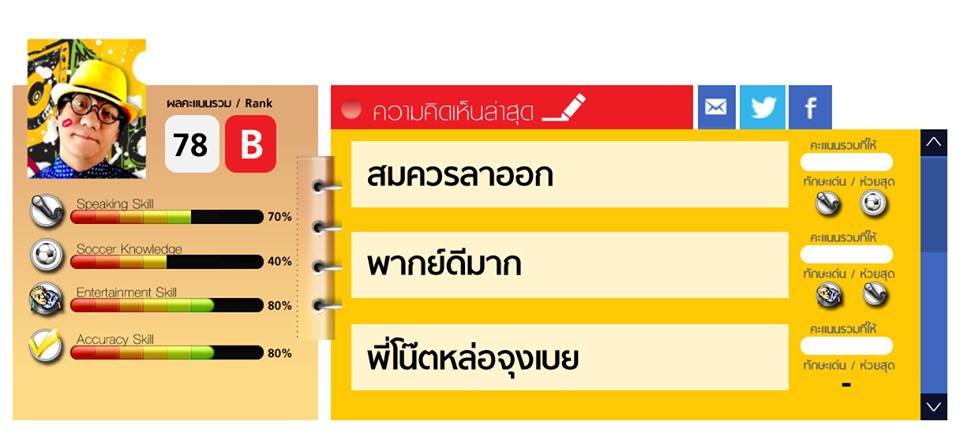 ผลคะแนนรวม / Rank
78 B
Speaking Skill
70%
Soccer Knowledge
40%
Entertainment Skill
80%
Accuracy Skill
80%
ความคิดเห็นล่าสุด
f
สมควรลาออก
คะแนนรวมที่ให้
ทักษะเด่น / ห่วยสุด
พากย์ดีมาก
คะแนนรวมที่ให้
ทักษะเด่น / ห่วยสุด
พี่โน๊ตหล่อจุงเบย
คะแนนรวมที่ให้
ทักษะเด่น / ห่วยสุด
-